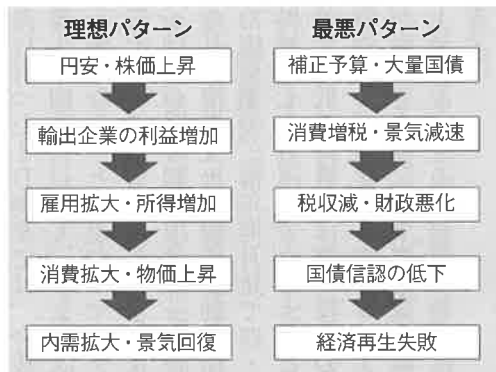 理想パターン
円安・株価上昇
輸出企業の利益増加
雇用拡大・所得増加
消費拡大・物価上昇
内需拡大・景気回復
最悪パターン
補正予算・大量国債
消費増税・景気減速
税収減・財政悪化
国債信認の低下
経済再生失敗